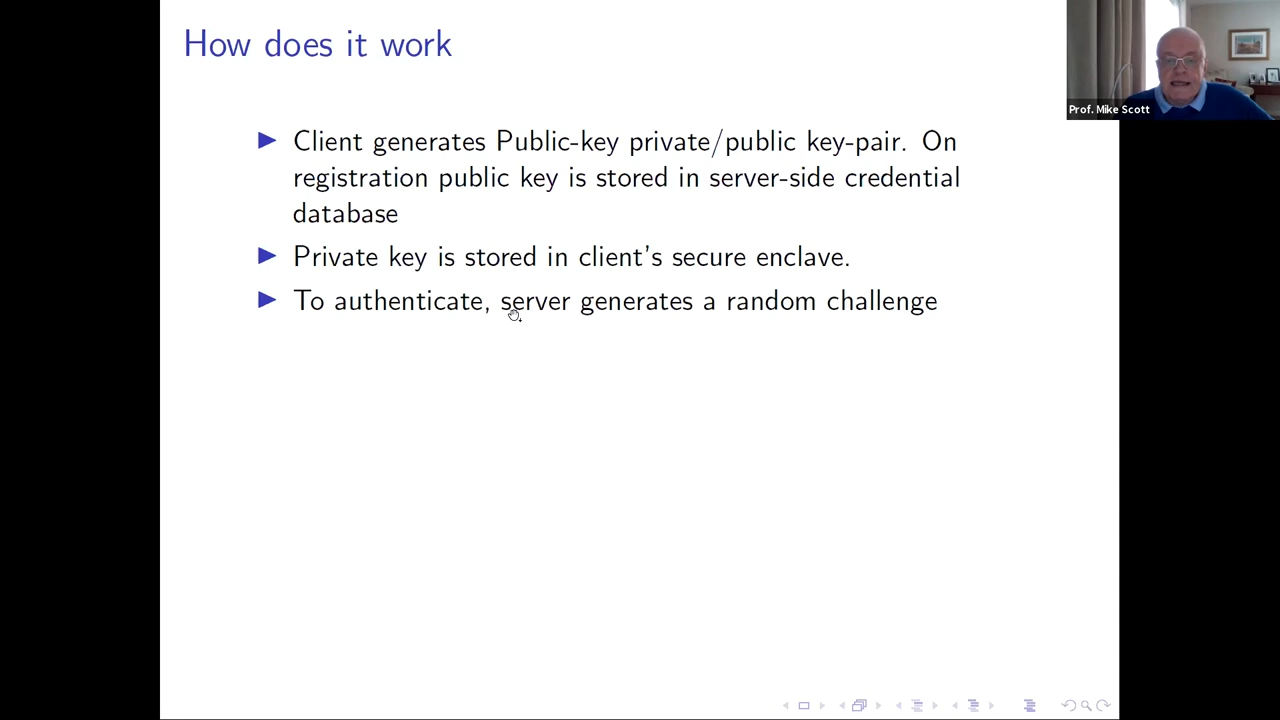 How does it work
Prof. Mike Scott
Client generates Public-key private/public key-pair. On
registration public key is stored in server-side credential
database
Private key is stored in client's secure enclave.
To authenticate, server generates a random challenge